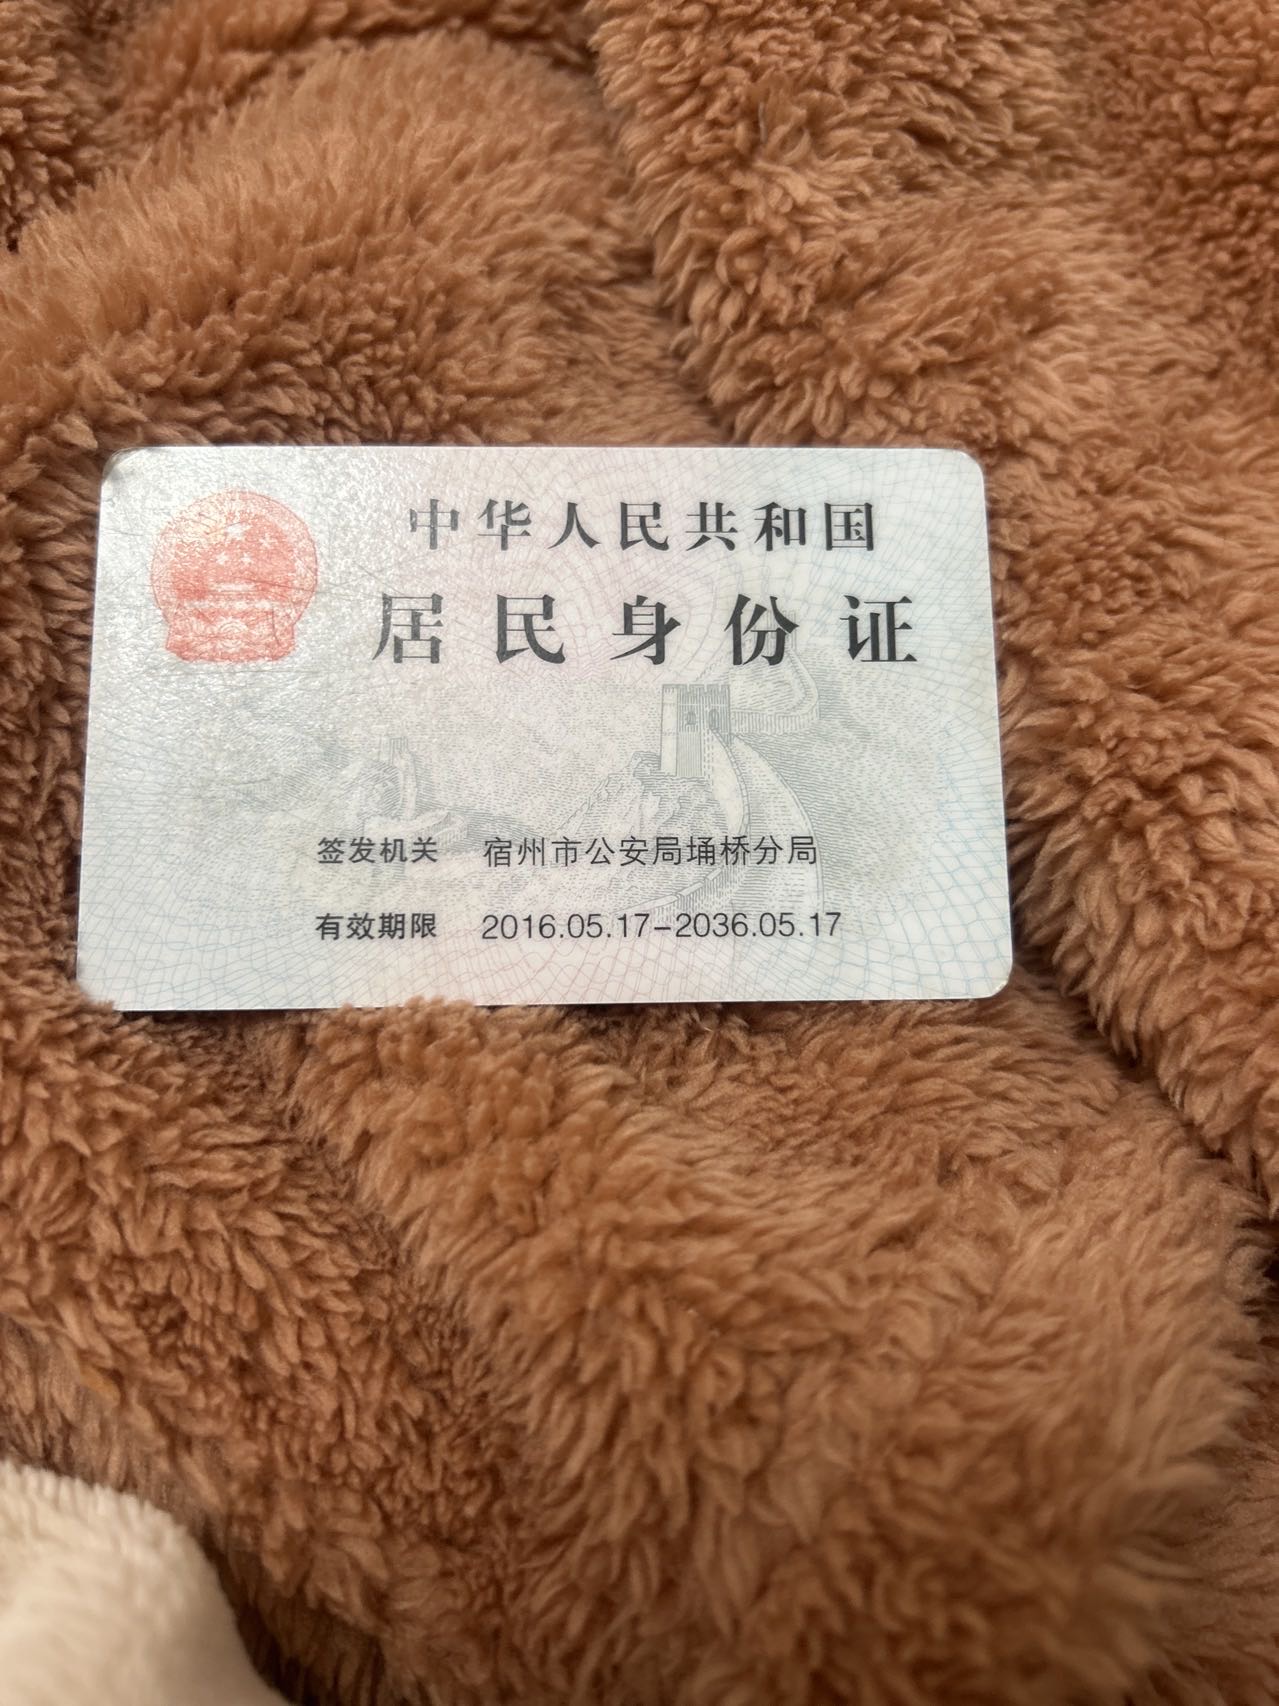 中华人民共和国
居民身份证
签发机关 宿州市公安局埇桥分局
有效期限 2016.05.17-2036.05.17